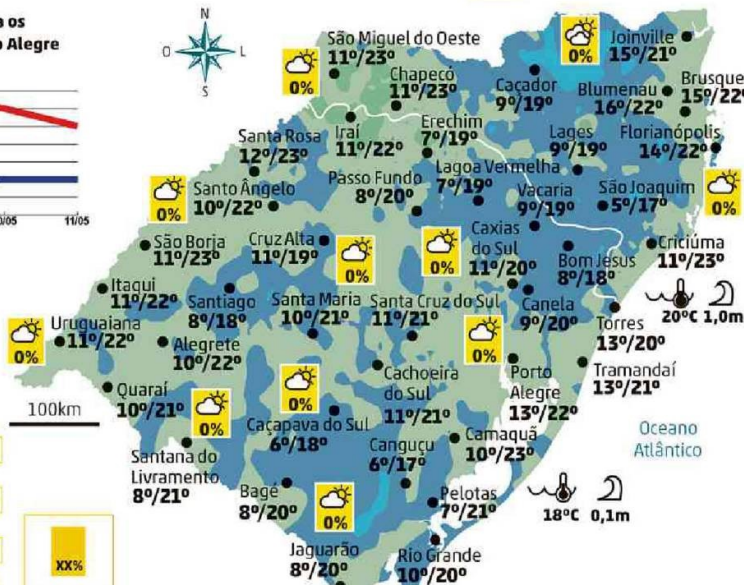 a os
o Alegre
0/05
11/05
N
O
L
S
0%
São Miguel do Oeste
11º/23º
Chapecó
11º/23º
Caçador
9º/19º
0%
Joinville
15º/21º
Blumenau
16º/22º
Brusque
15º/22º
Iraí
11º/22º
Erechim
7º/19º
Lages
9º/19º
Florianópolis
14º/22º
Santa Rosa
12º/23º
Passo Fundo
8º/20º
Lagoa Vermelha
7º/19º
Vacaria
9º/19º
São Joaquim
5º/17º
0%
0%
Santo Ângelo
10º/22º
São Borja
11º/23º
Cruz Alta
11º/19º
0%
0%
Caxias
do Sul
11º/20º
Bom Jesus
8º/18º
Criciúma
11º/23º
Itaqui
11º/22º
Santiago
8º/18º
Santa Maria
10º/21º
Santa Cruz do Sul
11º/21º
Canela
9º/20º
20ºC 1,0m
Torres
13º/20º
0%
Uruguaiana
11º/22º
Alegrete
10º/22º
0%
Porto
Alegre
13º/22º
Tramandaí
13º/21º
Quaraí
10º/21º
0%
0%
Cachoeira
do Sul
11º/21º
100km
Caçapava do Sul
6º/18º
Camaquã
10º/23º
Oceano
Atlântico
Santana do
Livramento
8º/21º
Bagé
8º/20º
0%
Canguçu
6º/17º
Pelotas
7º/21º
18ºC 0,1m
Jaguarão
8º/20º
Rio Grande
10º/20º
XX%